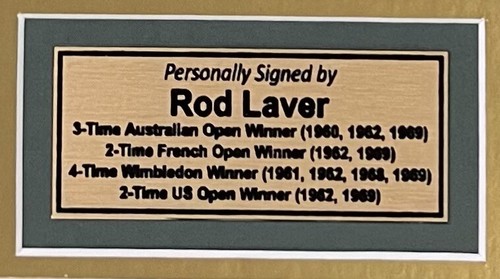 Personally Signed by
Rod Laver
3-Time Australian Open Winner (1960, 1962, 1969)
2-Time French Open Winner (1962, 1969)
4-Time Wimbledon Winner (1961, 1962, 1968, 1969)
2-Time US Open Winner (1962, 1969)